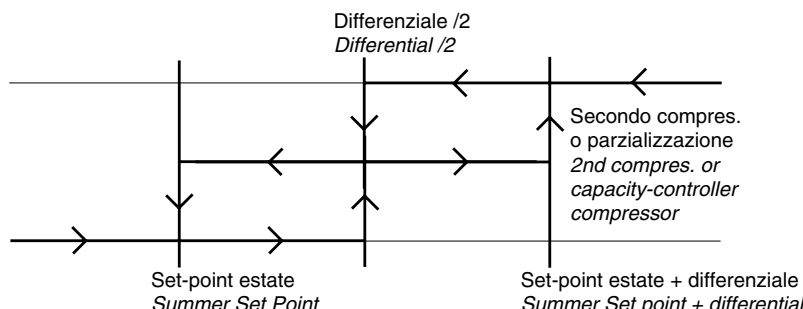 Differenziale /2
Differential /2
Secondo compres.
o parzializzazione
2nd compres. or
capacity-controller
compressor
Set-point estate
Summer Set Point
Set-point estate + differenziale
Summer Set point + differential